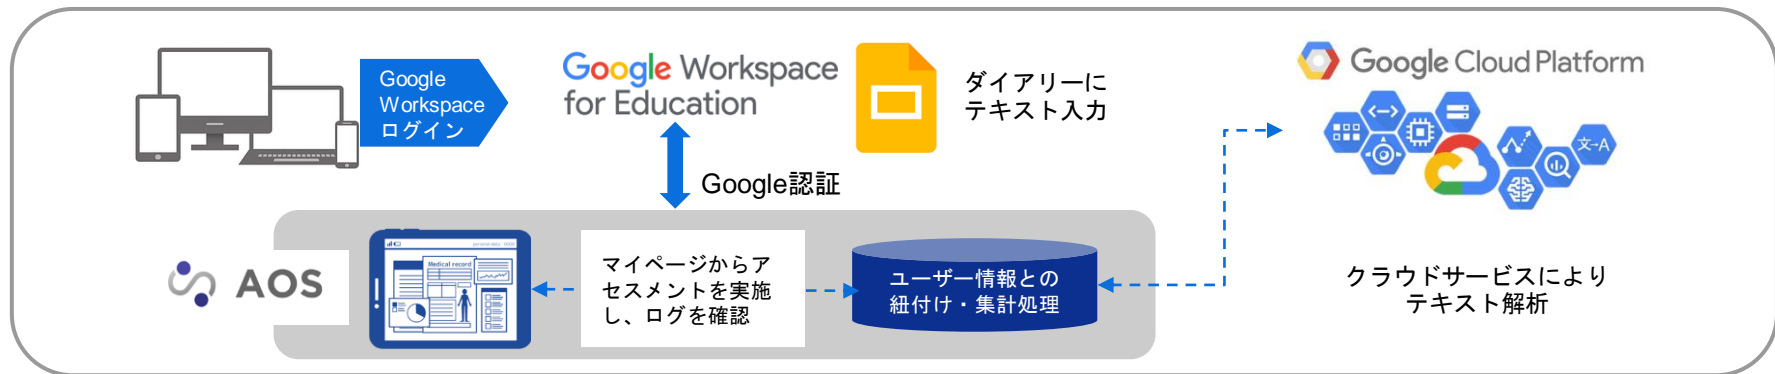 Google
Workspace
ログイン
Google Workspace
for Education
ダイアリーに
テキスト入力
Google Cloud Platform
文→A
Google認証
AOS
Medical record
マイページからア
セスメントを実施
し、ログを確認
ユーザー情報との
紐付け・集計処理
クラウドサービスにより
テキスト解析